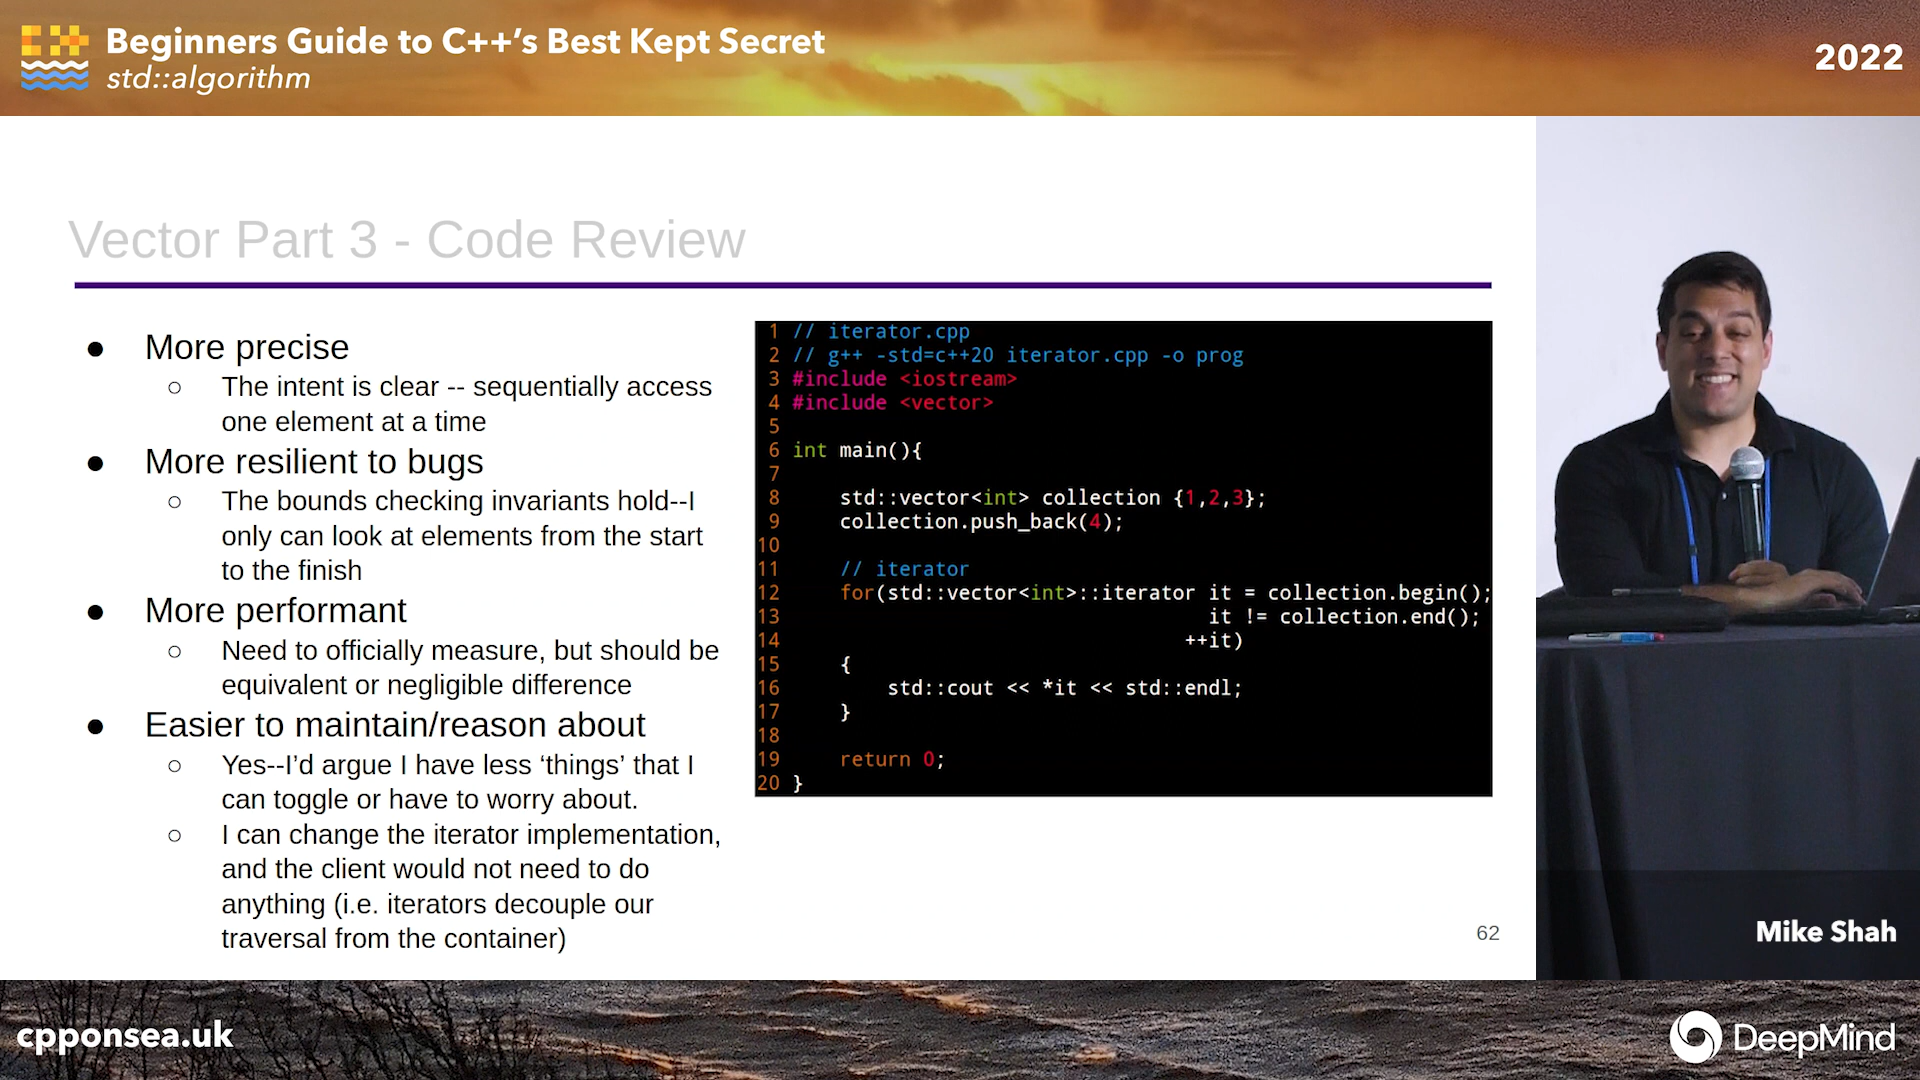 Beginners Guide to C++’s Best Kept Secret
std::algorithm
2022
Vector Part 3 - Code Review
● More precise
○ The intent is clear -- sequentially access
one element at a time
● More resilient to bugs
○ The bounds checking invariants hold--I
only can look at elements from the start
to the finish
● More performant
○ Need to officially measure, but should be
equivalent or negligible difference
● Easier to maintain/reason about
○ Yes--I’d argue I have less ‘things’ that I
can toggle or have to worry about.
○ I can change the iterator implementation,
and the client would not need to do
anything (i.e. iterators decouple our
traversal from the container)
1 // iterator.cpp
2 // g++ -std=c++20 iterator.cpp -o prog
3 #include <iostream>
4 #include <vector>
5
6 int main(){
7
8     std::vector<int> collection {1,2,3};
9     collection.push_back(4);
10
11     // iterator
12     for(std::vector<int>::iterator it = collection.begin();
13                                    it != collection.end();
14                                  ++it)
15     {
16         std::cout << *it << std::endl;
17     }
18
19     return 0;
20 }
62
Mike Shah
cpponsea.uk
DeepMind